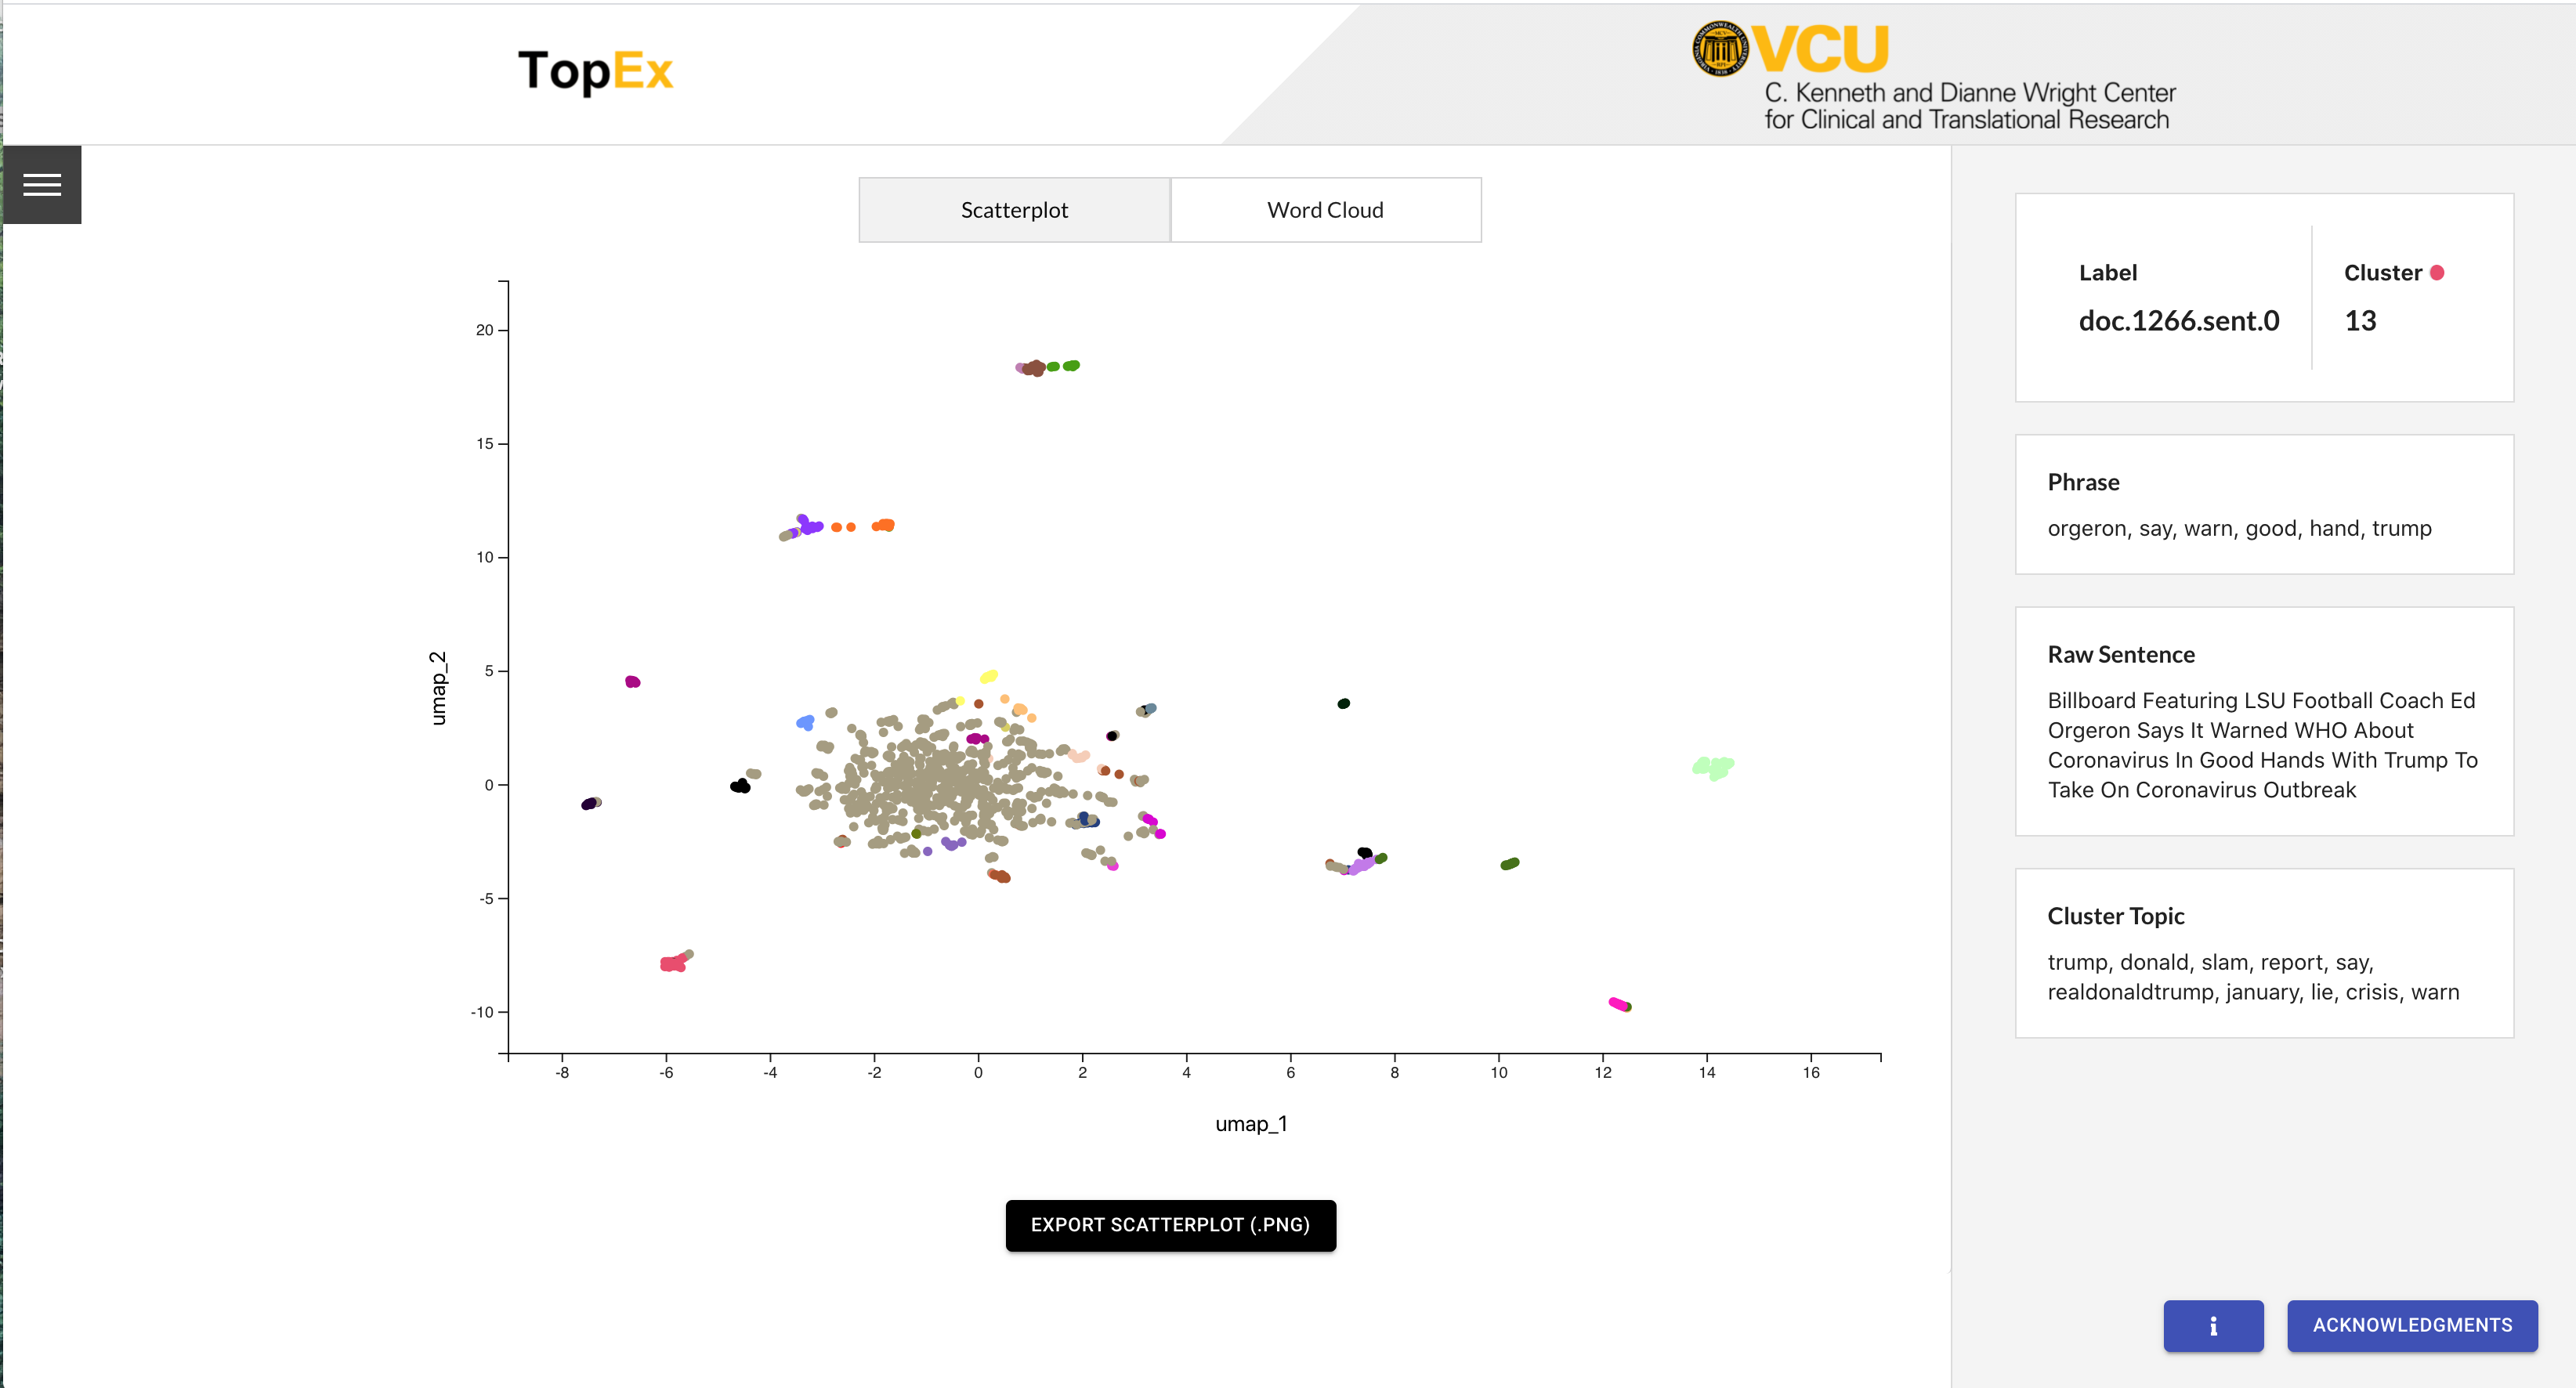 TopEx
VCU
C. Kenneth and Dianne Wright Center
for Clinical and Translational Research
Scatterplot
Word Cloud
20
15
10
5
0
-5
-10
umap_2
-8 -6 -4 -2 0 2 4 6 8 10 12 14 16
umap_1
EXPORT SCATTERPLOT (.PNG)
Label
doc.1266.sent.0
Cluster
13
Phrase
orgeron, say, warn, good, hand, trump
Raw Sentence
Billboard Featuring LSU Football Coach Ed
Orgeron Says It Warned WHO About
Coronavirus In Good Hands With Trump To
Take On Coronavirus Outbreak
Cluster Topic
trump, donald, slam, report, say,
realdonaldtrump, january, lie, crisis, warn
i
ACKNOWLEDGMENTS